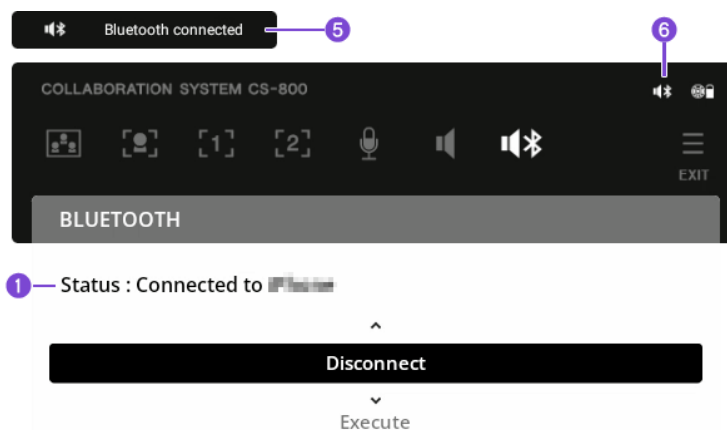 Bluetooth connected
5
6
COLLABORATION SYSTEM CS-800
[1]
[2]
EXIT
BLUETOOTH
1
Status : Connected to
Disconnect
Execute